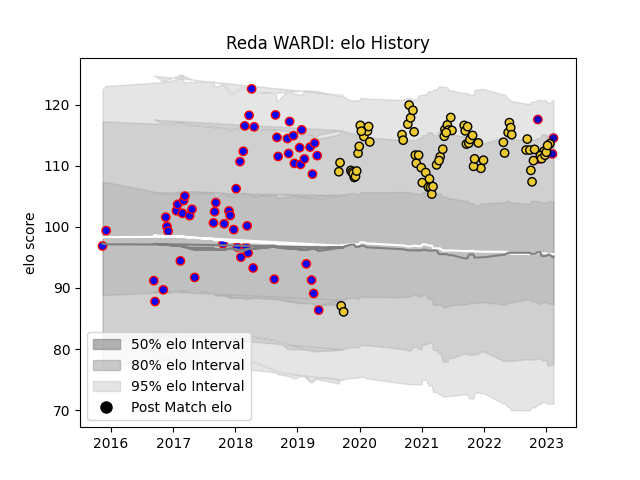 Reda WARDI: elo History
elo score
120
110
100
90
80
70
50% elo Interval
80% elo Interval
95% elo Interval
Post Match elo
2016 2017 2018 2019 2020 2021 2022 2023